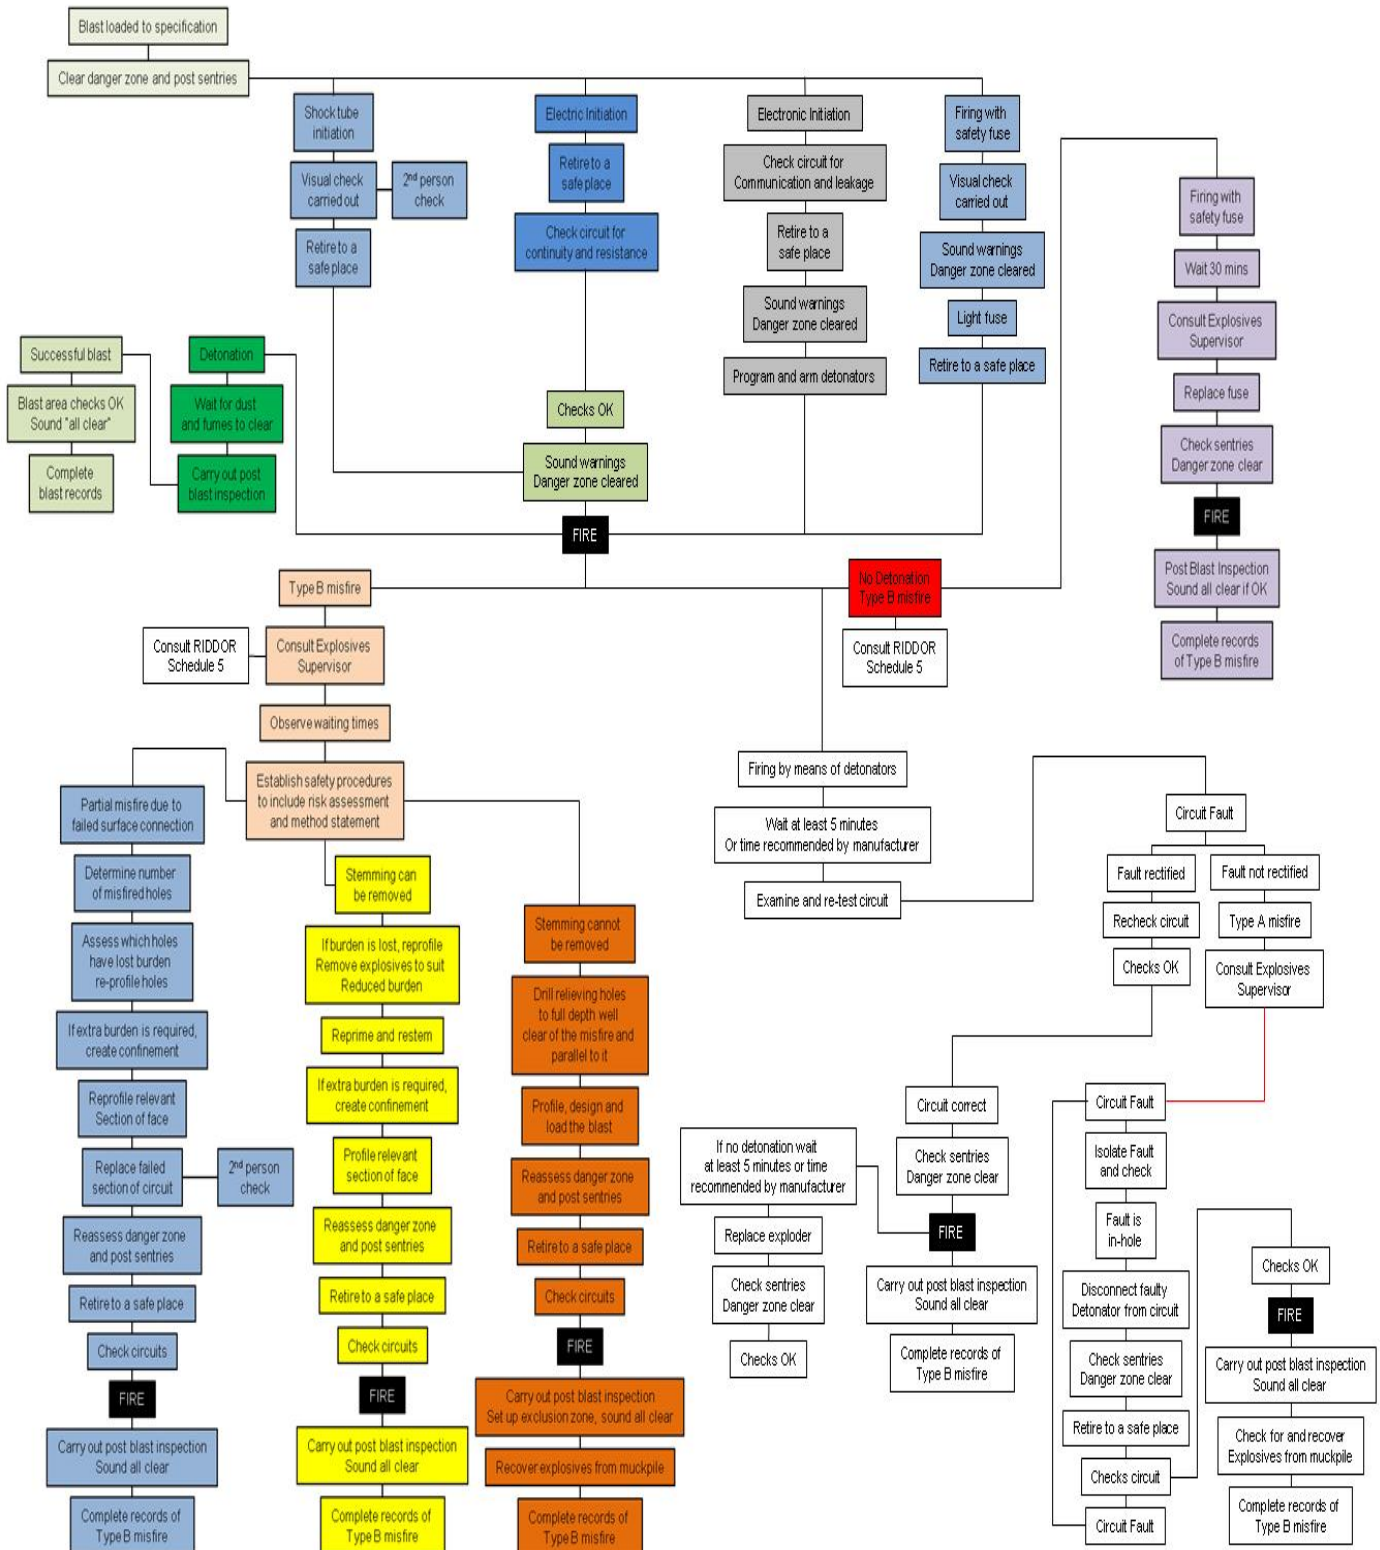 Blast loaded to specification
Clear danger zone and post sentries
Shock tube
initiation
Visual check
carried out
2nd person
check
Retire to a
safe place
Electric Initiation
Retire to a
safe place
Check circuit for
continuity and resistance
Checks OK
Sound warnings
Danger zone cleared
FIRE
Electronic Initiation
Check circuit for
Communication and leakage
Retire to a
safe place
Sound warnings
Danger zone cleared
Program and arm detonators
Firing with
safety fuse
Visual check
carried out
Sound warnings
Danger zone cleared
Light fuse
Retire to a safe place
Firing with
safety fuse
Wait 30 mins
Consult Explosives
Supervisor
Replace fuse
Check sentries
Danger zone clear
FIRE
Post Blast Inspection
Sound all clear if OK
Complete records
of Type B misfire
Successful blast
Blast area checks OK
Sound "all clear"
Complete
blast records
Detonation
Wait for dust
and fumes to clear
Carry out post
blast inspection
Type B misfire
Consult RIDDOR
Schedule 5
Consult Explosives
Supervisor
Observe waiting times
Establish safety procedures
to include risk assessment
and method statement
No Detonation
Type B misfire
Consult RIDDOR
Schedule 5
Partial misfire due to
failed surface connection
Determine number
of misfired holes
Assess which holes
have lost burden
re-profile holes
If extra burden is required,
create confinement
Reprofile relevant
Section of face
Replace failed
section of circuit
2nd person
check
Reassess danger zone
and post sentries
Retire to a safe place
Check circuits
FIRE
Carry out post blast inspection
Sound all clear
Complete records of
Type B misfire
Stemming can
be removed
If burden is lost, reprofile
Remove explosives to suit
Reduced burden
Reprime and restem
If extra burden is required,
create confinement
Profile relevant
section of face
Reassess danger zone
and post sentries
Retire to a safe place
Check circuits
FIRE
Carry out post blast inspection
Sound all clear
Complete records of
Type B misfire
Stemming cannot
be removed
Drill relieving holes
to full depth well
clear of the misfire and
parallel to it
Profile, design and
load the blast
Reassess danger zone
and post sentries
Retire to a safe place
Check circuits
FIRE
Carry out post blast inspection
Set up exclusion zone, sound all clear
Recover explosives from muckpile
Complete records of
Type B misfire
Firing by means of detonators
Wait at least 5 minutes
Or time recommended by manufacturer
Examine and re-test circuit
Circuit Fault
Fault rectified
Recheck circuit
Checks OK
Fault not rectified
Type A misfire
Consult Explosives
Supervisor
Circuit correct
Check sentries
Danger zone clear
FIRE
Carry out post blast inspection
Sound all clear
Complete records of
Type B misfire
If no detonation wait
at least 5 minutes or time
recommended by manufacturer
Replace exploder
Check sentries
Danger zone clear
Checks OK
Circuit Fault
Isolate Fault
and check
Fault is
in-hole
Disconnect faulty
Detonator from circuit
Check sentries
Danger zone clear
Retire to a safe place
Checks circuit
Circuit Fault
Checks OK
FIRE
Carry out post blast inspection
Sound all clear
Check for and recover
Explosives from muckpile
Complete records of
Type B misfire